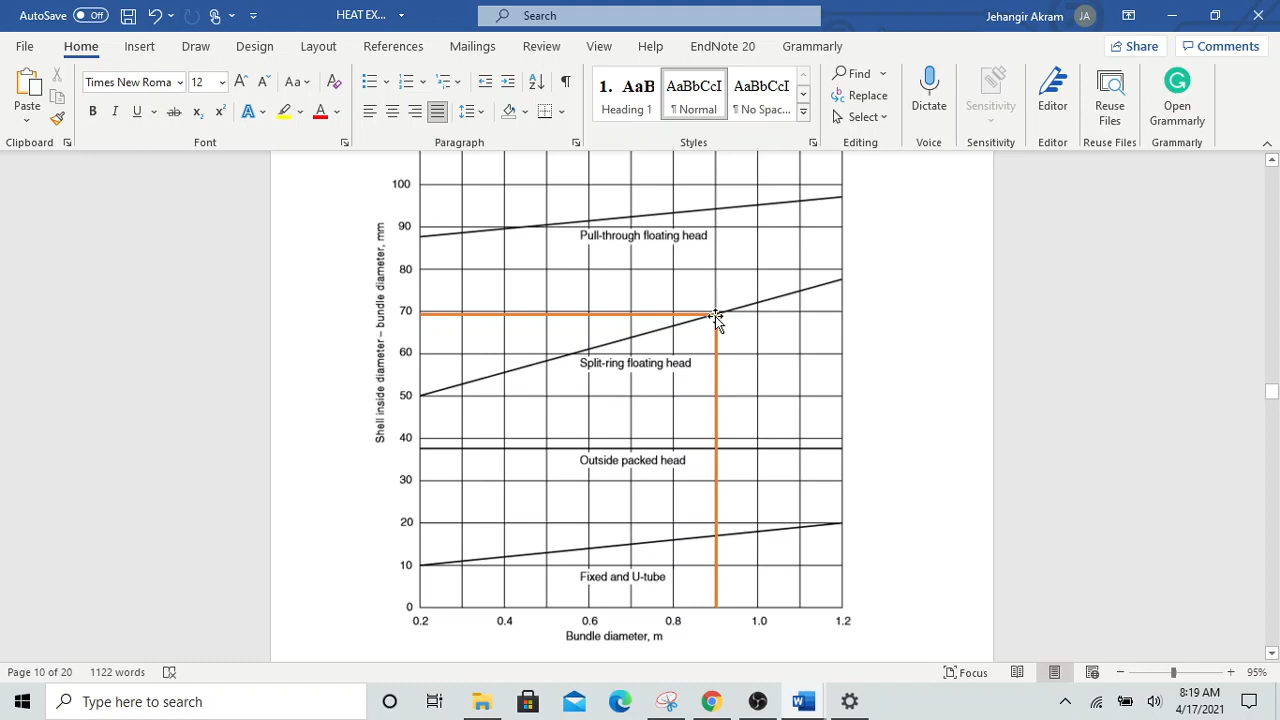 AutoSave Off HEAT EX... Search Jehangir Akram JA
File Home Insert Draw Design Layout References Mailings Review View Help EndNote 20 Grammarly Share Comments
Paste Times New Roma 12 A A Aa A
B I U ab x₂ x² A A
1. AaB AaBbCcI AaBbCcI
Heading 1 ¶ Normal ¶ No Spac...
Find
Replace
Select
Dictate Sensitivity Editor Reuse Files Open Grammarly
Clipboard Font Paragraph Styles Editing Voice Sensitivity Editor Reuse Files Grammarly
Shell inside diameter – bundle diameter, mm
100
90
Pull-through floating head
80
70
60
Split-ring floating head
50
40
Outside packed head
30
20
10
Fixed and U-tube
0
0.2 0.4 0.6 0.8 1.0 1.2
Bundle diameter, m
Page 10 of 20 1122 words Focus 95%
Type here to search
8:19 AM
4/17/2021